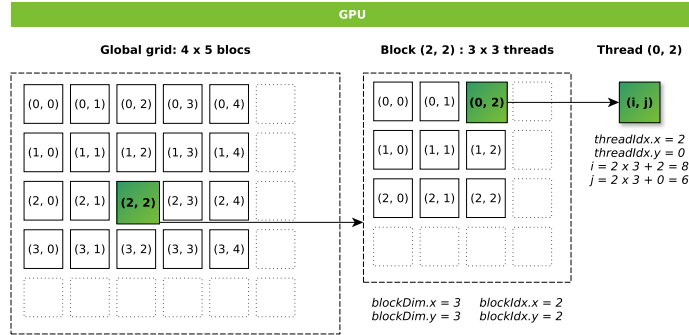 GPU
Global grid: 4 x 5 blocs
Block (2, 2) : 3 x 3 threads
Thread (0, 2)
(0, 0) (0, 1) (0, 2) (0, 3) (0, 4)
(1, 0) (1, 1) (1, 2) (1, 3) (1, 4)
(2, 0) (2, 1) (2, 2) (2, 3) (2, 4)
(3, 0) (3, 1) (3, 2) (3, 3) (3, 4)
(0, 0) (0, 1) (0, 2)
(1, 0) (1, 1) (1, 2)
(2, 0) (2, 1) (2, 2)
blockDim.x = 3 blockIdx.x = 2
blockDim.y = 3 blockIdx.y = 2
(i, j)
threadIdx.x = 2
threadIdx.y = 0
i = 2 x 3 + 2 = 8
j = 2 x 3 + 0 = 6